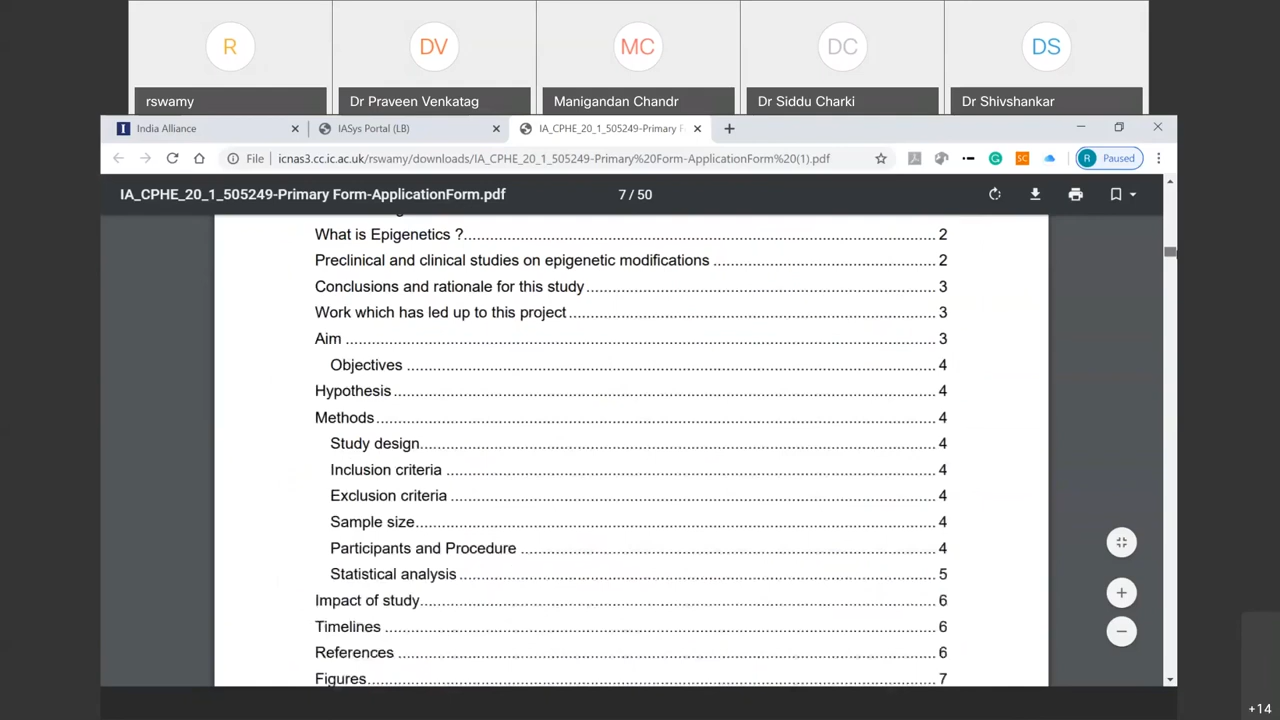 R
DV
MC
DC
DS
rswamy
Dr Praveen Venkatag
Manigandan Chandr
Dr Siddu Charki
Dr Shivshankar
India Alliance
IASys Portal (LB)
IA_CPHE_20_1_505249-Primary F
File
icnas3.cc.ic.ac.uk/rswamy/downloads/IA_CPHE_20_1_505249-Primary%20Form-ApplicationForm%20(1).pdf
SC
R Paused
IA_CPHE_20_1_505249-Primary Form-ApplicationForm.pdf
7 / 50
What is Epigenetics ?.......... 2
Preclinical and clinical studies on epigenetic modifications .......... 2
Conclusions and rationale for this study .......... 3
Work which has led up to this project .......... 3
Aim .......... 3
Objectives .......... 4
Hypothesis .......... 4
Methods .......... 4
Study design .......... 4
Inclusion criteria .......... 4
Exclusion criteria .......... 4
Sample size .......... 4
Participants and Procedure .......... 4
Statistical analysis .......... 5
Impact of study .......... 6
Timelines .......... 6
References .......... 6
Figures .......... 7
+14